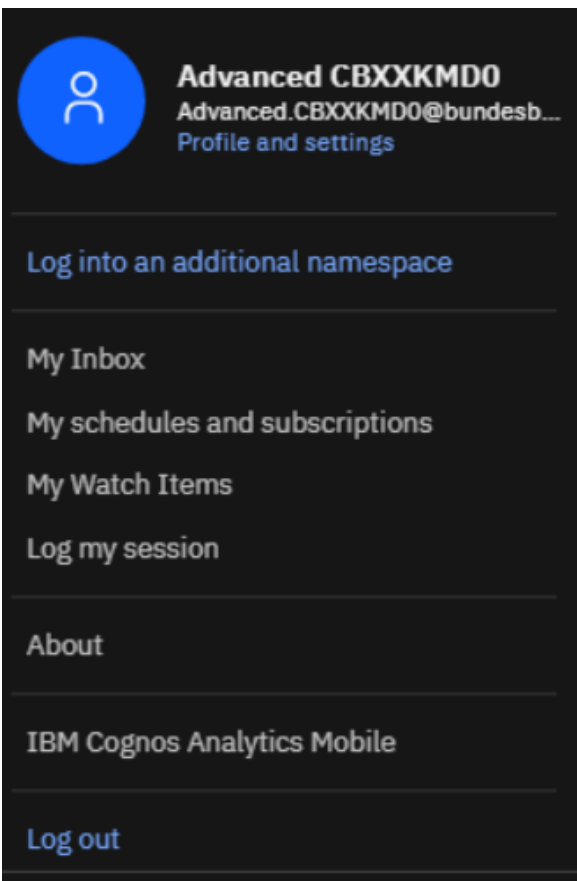 Advanced CBXXKMD0
Advanced.CBXXKMD0@bundesb...
Profile and settings
Log into an additional namespace
My Inbox
My schedules and subscriptions
My Watch Items
Log my session
About
IBM Cognos Analytics Mobile
Log out